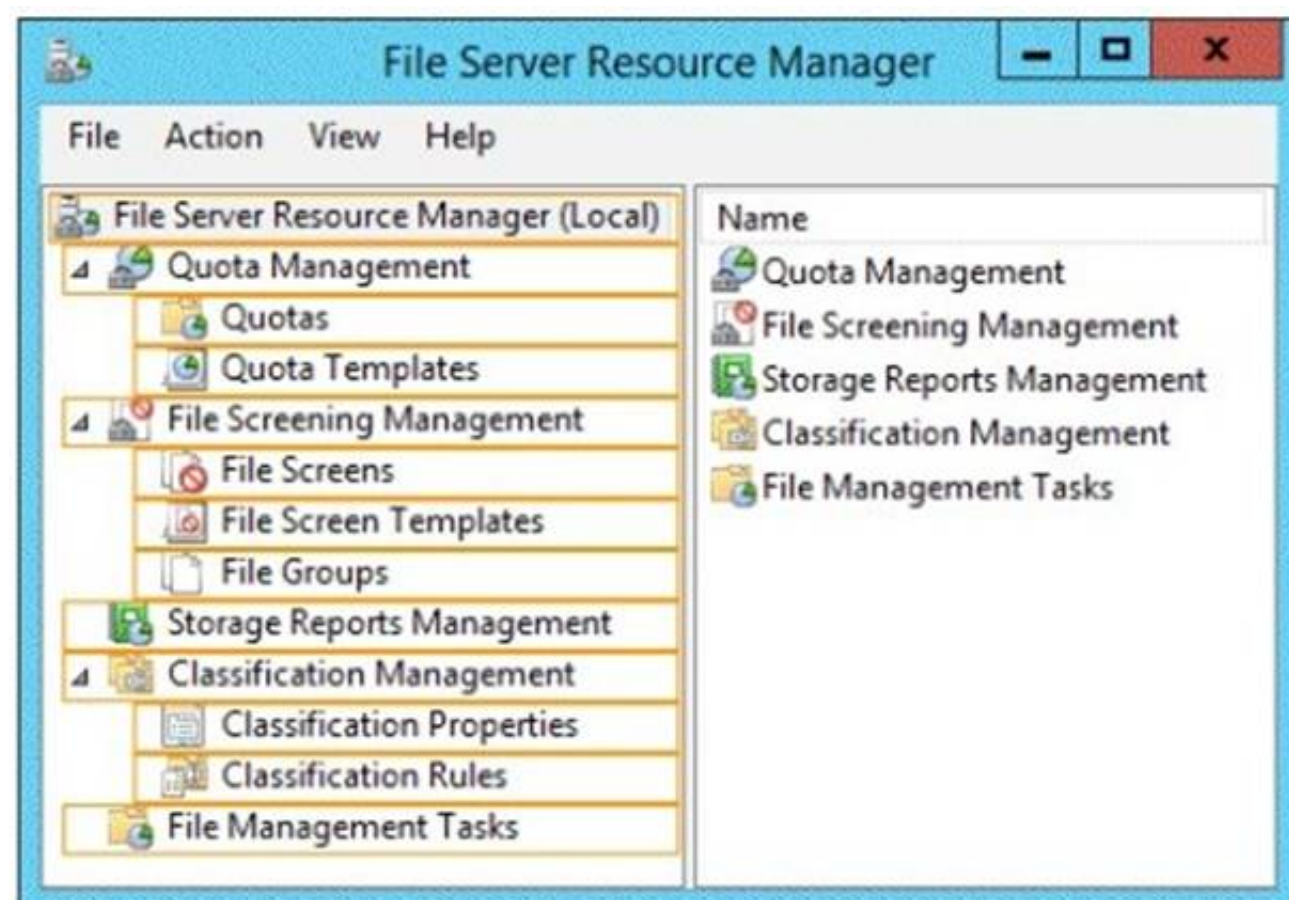 File Server Resource Manager
File Action View Help
File Server Resource Manager (Local)
Quota Management
Quotas
Quota Templates
File Screening Management
File Screens
File Screen Templates
File Groups
Storage Reports Management
Classification Management
Classification Properties
Classification Rules
File Management Tasks
Name
Quota Management
File Screening Management
Storage Reports Management
Classification Management
File Management Tasks